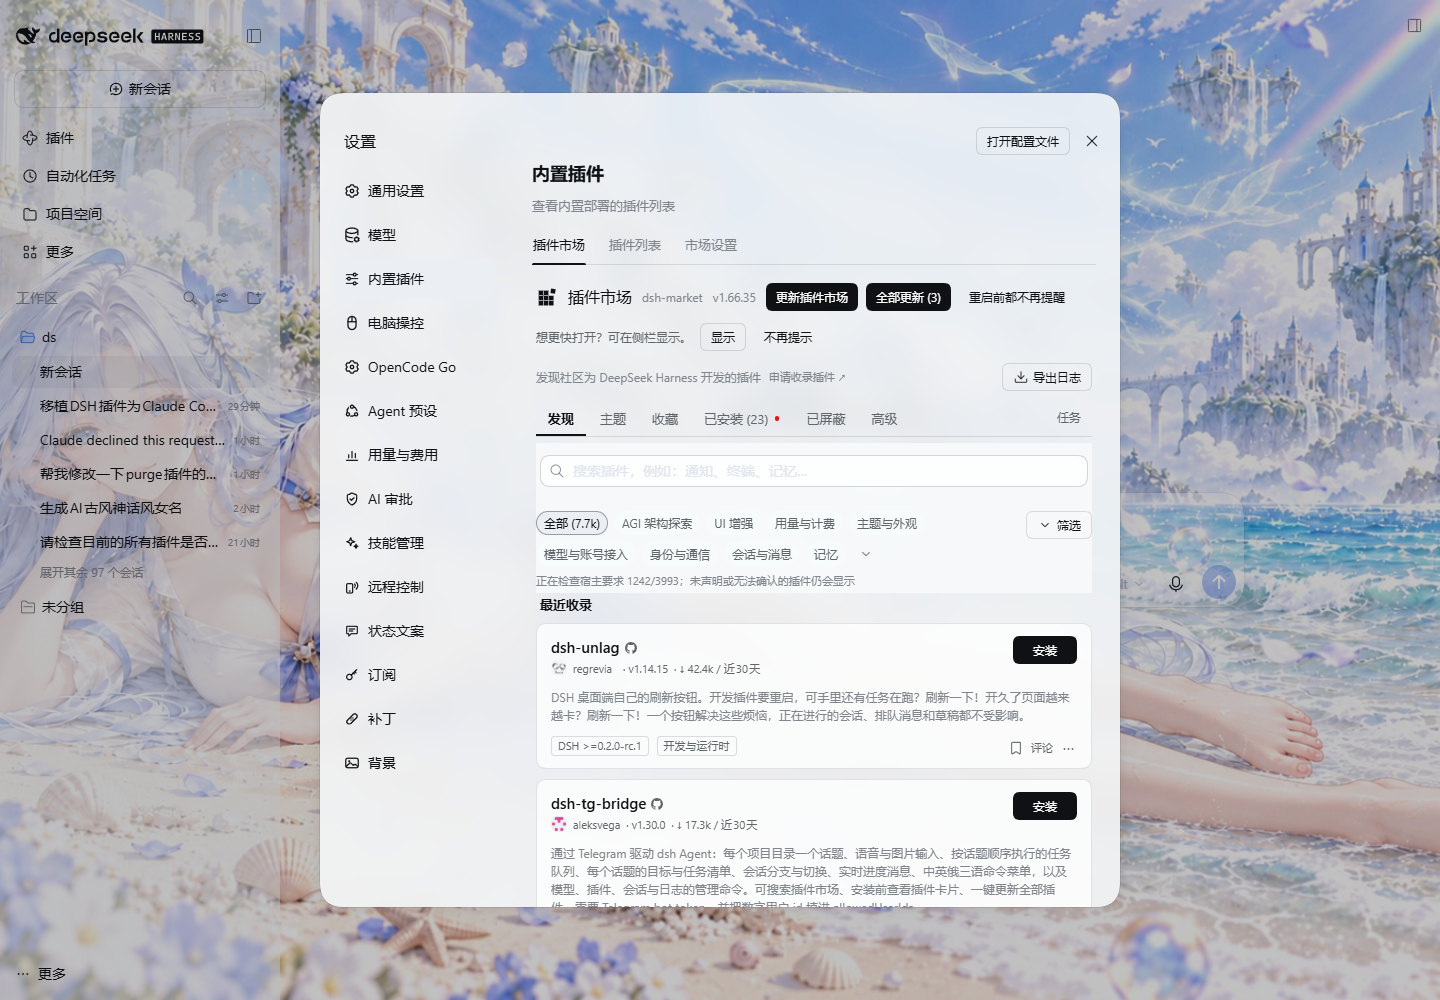 deepseek HARNESS
新会话
插件
自动化任务
项目空间
更多
工作区
ds
新会话
移植DSH插件为Claude Co... 29分钟
Claude declined this request... 1小时
帮我修改一下purge插件的... 1小时
生成AI古风神话风女名 2小时
请检查目前的所有插件是否... 21小时
展开其余 97 个会话
未分组
更多
设置
打开配置文件
通用设置
模型
内置插件
电脑操控
OpenCode Go
Agent 预设
用量与费用
AI 审批
技能管理
远程控制
状态文案
订阅
补丁
背景
内置插件
查看内置部署的插件列表
插件市场 插件列表 市场设置
插件市场 dsh-market v1.66.35 更新插件市场 全部更新 (3) 重启前都不再提醒
想更快打开？可在侧栏显示。 显示 不再提示
发现社区为 DeepSeek Harness 开发的插件 申请收录插件 ↗ 导出日志
发现 主题 收藏 已安装 (23) 已屏蔽 高级 任务
搜索插件，例如：通知、终端、记忆...
全部 (7.7k) AGI 架构探索 UI 增强 用量与计费 主题与外观 筛选
模型与账号接入 身份与通信 会话与消息 记忆
正在检查宿主要求 1242/3993；未声明或无法确认的插件仍会显示
最近收录
dsh-unlag 安装
regrevia · v1.14.15 · ↓ 42.4k / 近30天
DSH 桌面端自己的刷新按钮。开发插件要重启，可手里还有任务在跑？刷新一下！开久了页面越来
越卡？刷新一下！一个按钮解决这些烦恼，正在进行的会话、排队消息和草稿都不受影响。
DSH >=0.2.0-rc.1 开发与运行时 评论 ···
dsh-tg-bridge 安装
aleksvega · v1.30.0 · ↓ 17.3k / 近30天
通过 Telegram 驱动 dsh Agent：每个项目目录一个话题、语音与图片输入、按话题顺序执行的任务
队列、每个话题的目标与任务清单、会话分支与切换、实时进度消息、中英俄三语命令菜单，以及
模型、插件、会话与日志的管理命令。可搜索插件市场、安装前查看插件卡片、一键更新全部插